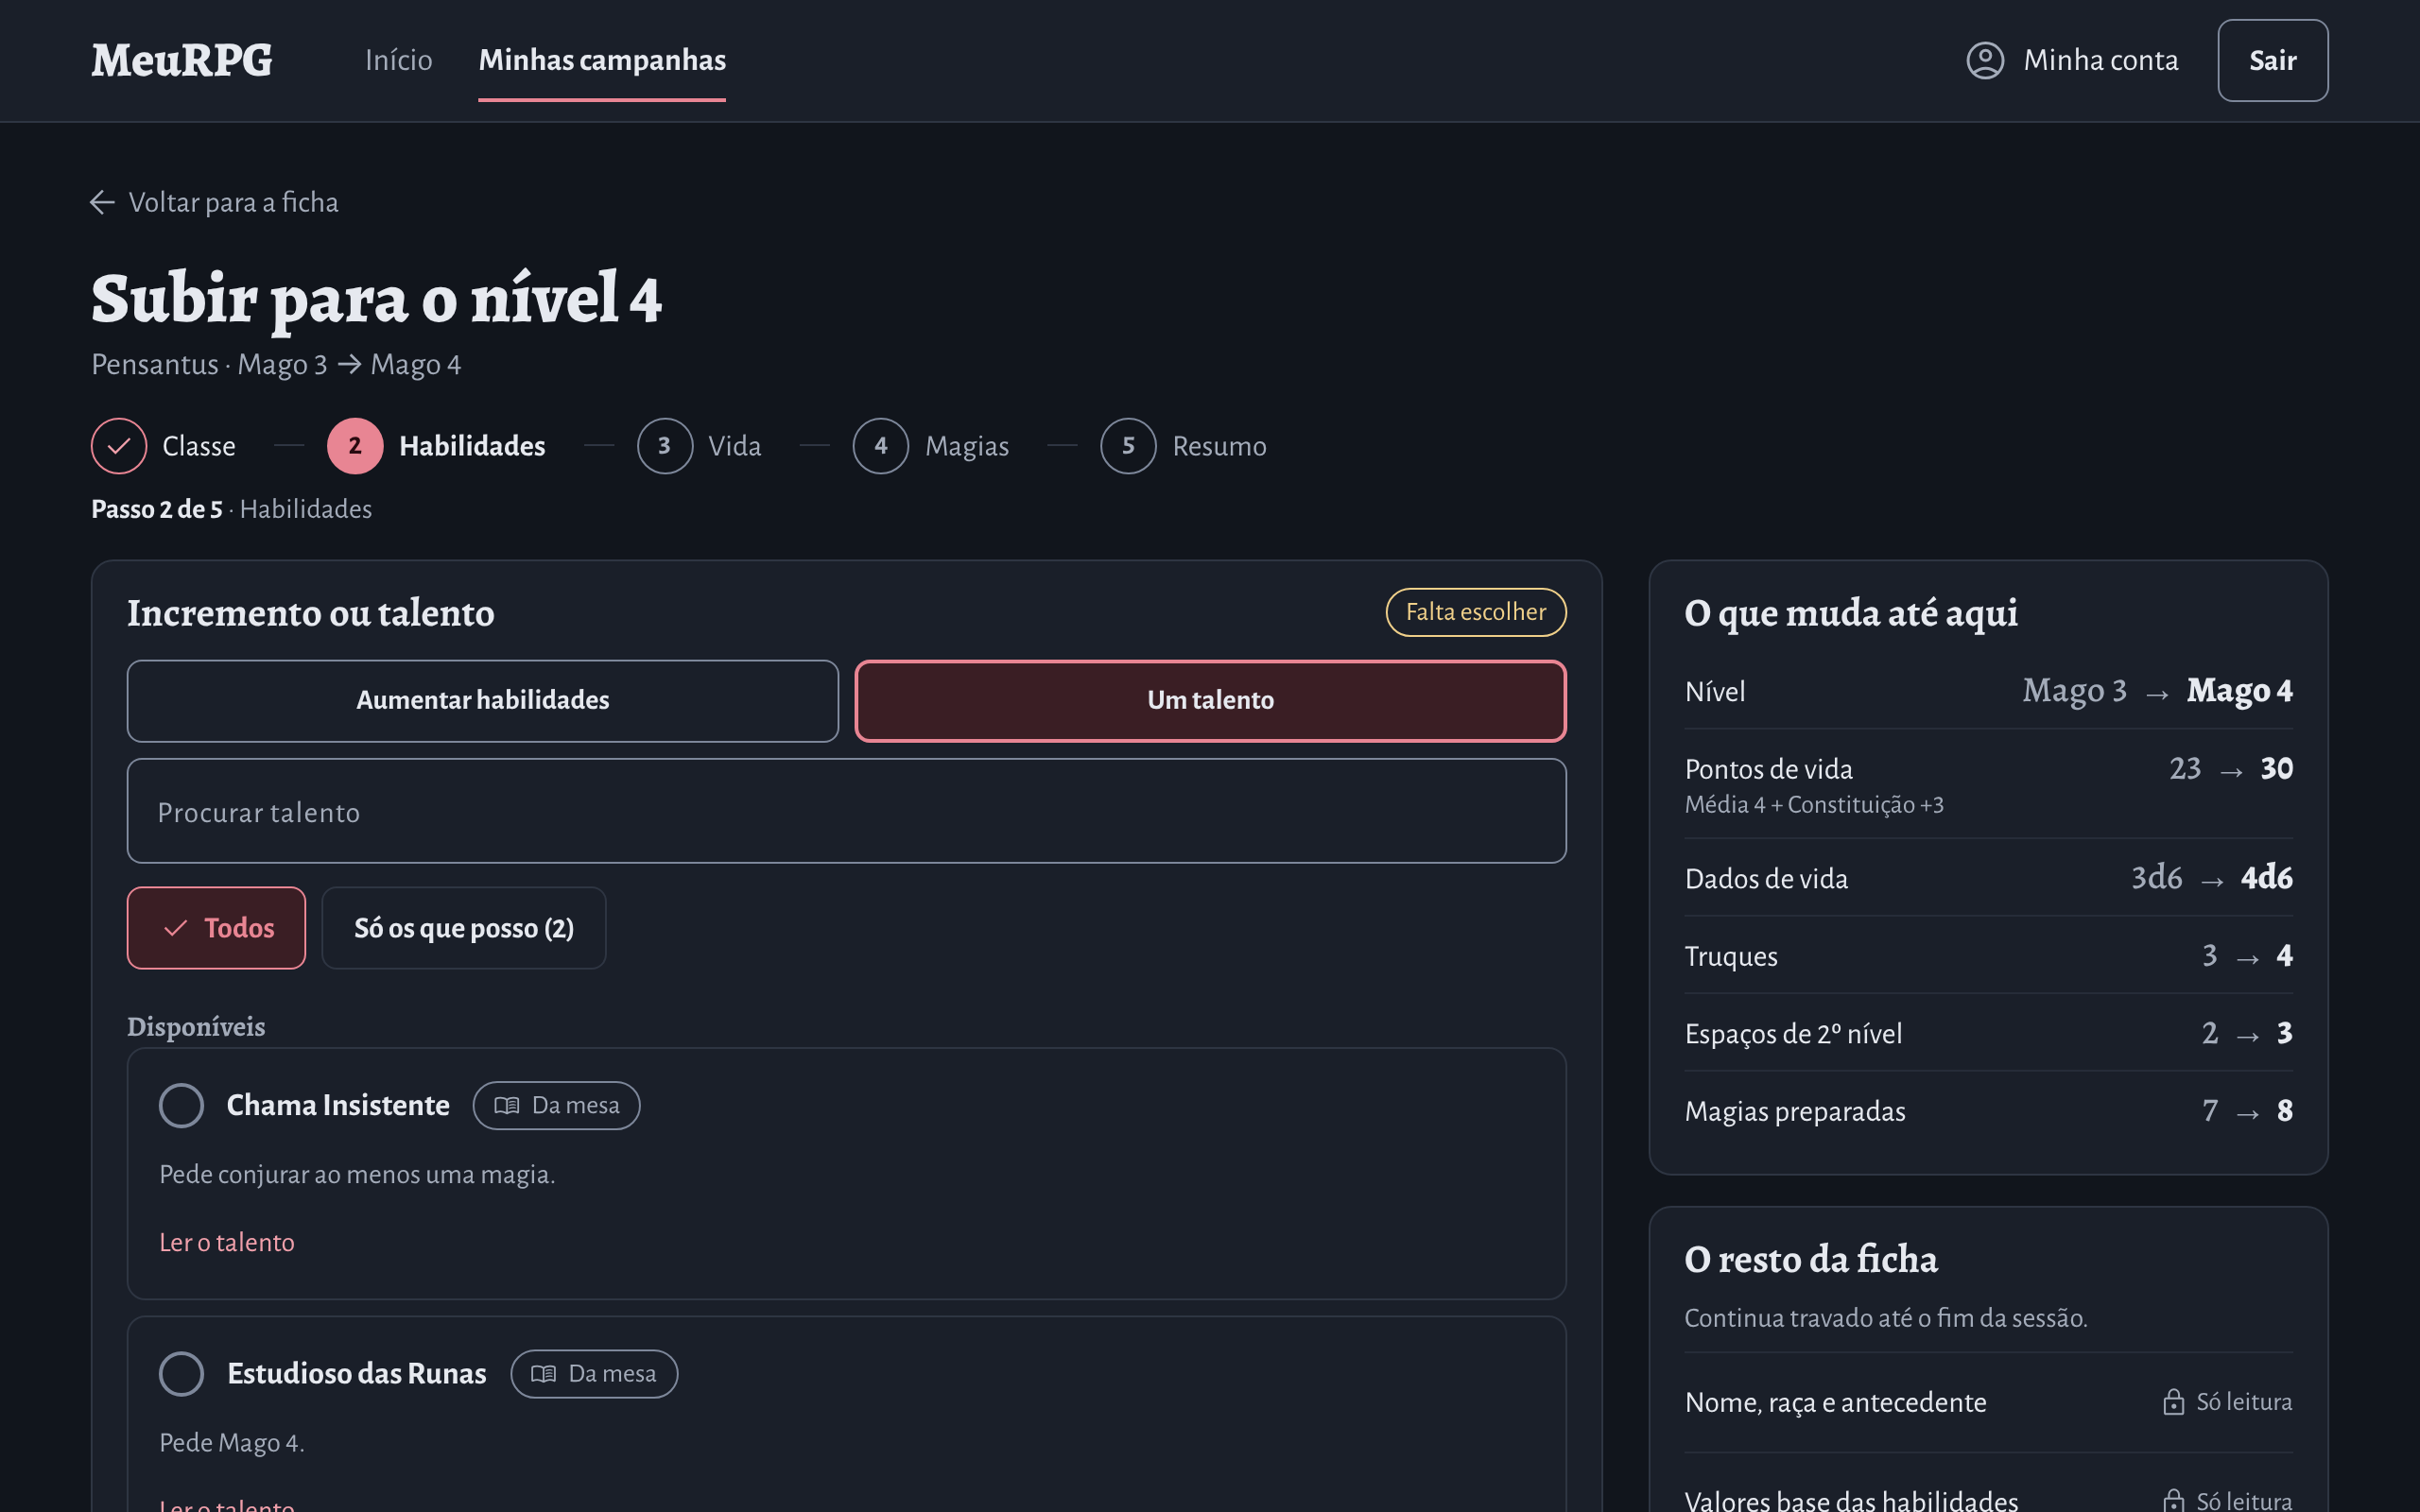 MeuRPG
Início
Minhas campanhas
Minha conta
Sair
Voltar para a ficha
Subir para o nível 4
Pensantus · Mago 3 → Mago 4
Classe
2 Habilidades
3 Vida
4 Magias
5 Resumo
Passo 2 de 5 · Habilidades
Incremento ou talento
Falta escolher
Aumentar habilidades
Um talento
Procurar talento
Todos
Só os que posso (2)
Disponíveis
Chama Insistente
Da mesa
Pede conjurar ao menos uma magia.
Ler o talento
Estudioso das Runas
Da mesa
Pede Mago 4.
Ler o talento
O que muda até aqui
Nível
Mago 3 → Mago 4
Pontos de vida
23 → 30
Média 4 + Constituição +3
Dados de vida
3d6 → 4d6
Truques
3 → 4
Espaços de 2º nível
2 → 3
Magias preparadas
7 → 8
O resto da ficha
Continua travado até o fim da sessão.
Nome, raça e antecedente
Só leitura
Valores base das habilidades
Só leitura